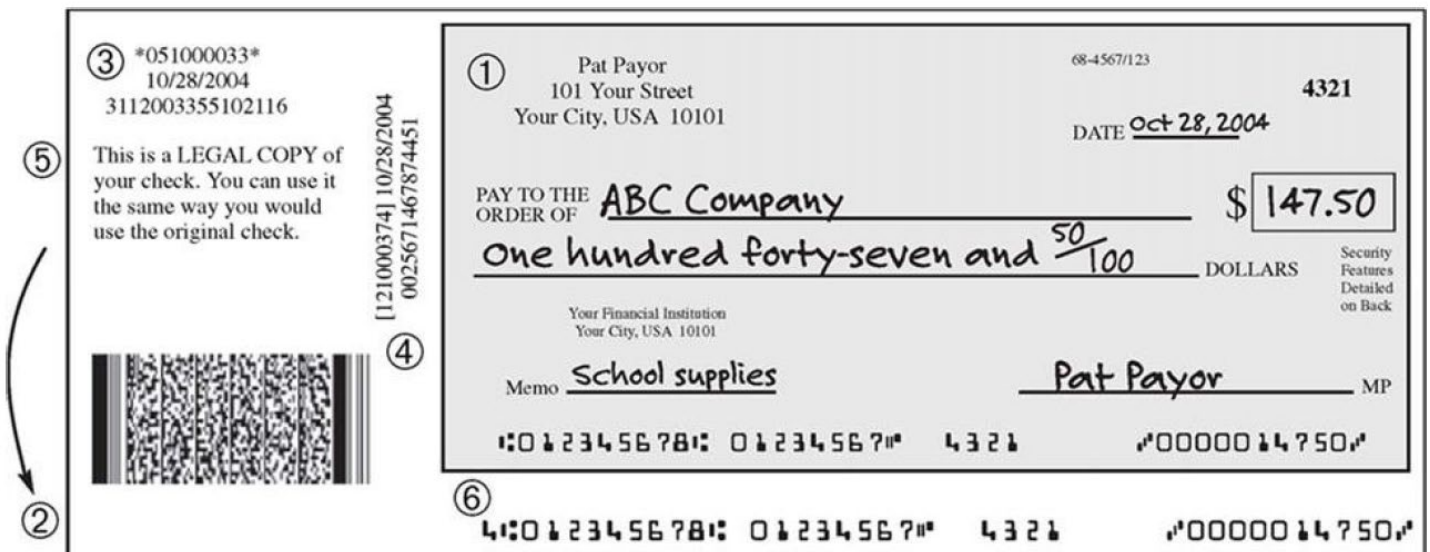 ③ *051000033*
10/28/2004
3112003355102116
⑤ This is a LEGAL COPY of
your check. You can use it
the same way you would
use the original check.
②
[121000374] 10/28/2004
0025671467874451
④
① Pat Payor
101 Your Street
Your City, USA 10101
68-4567/123
4321
DATE Oct 28, 2004
PAY TO THE
ORDER OF ABC Company $ 147.50
One hundred forty-seven and 50/100 DOLLARS
Security
Features
Detailed
on Back
Your Financial Institution
Your City, USA 10101
Memo School supplies Pat Payor MP
⑆012345678⑆ 01234567⑈ 4321 ⑇0000014750⑇
⑥
4⑆012345678⑆ 01234567⑈ 4321 ⑇0000014750⑇